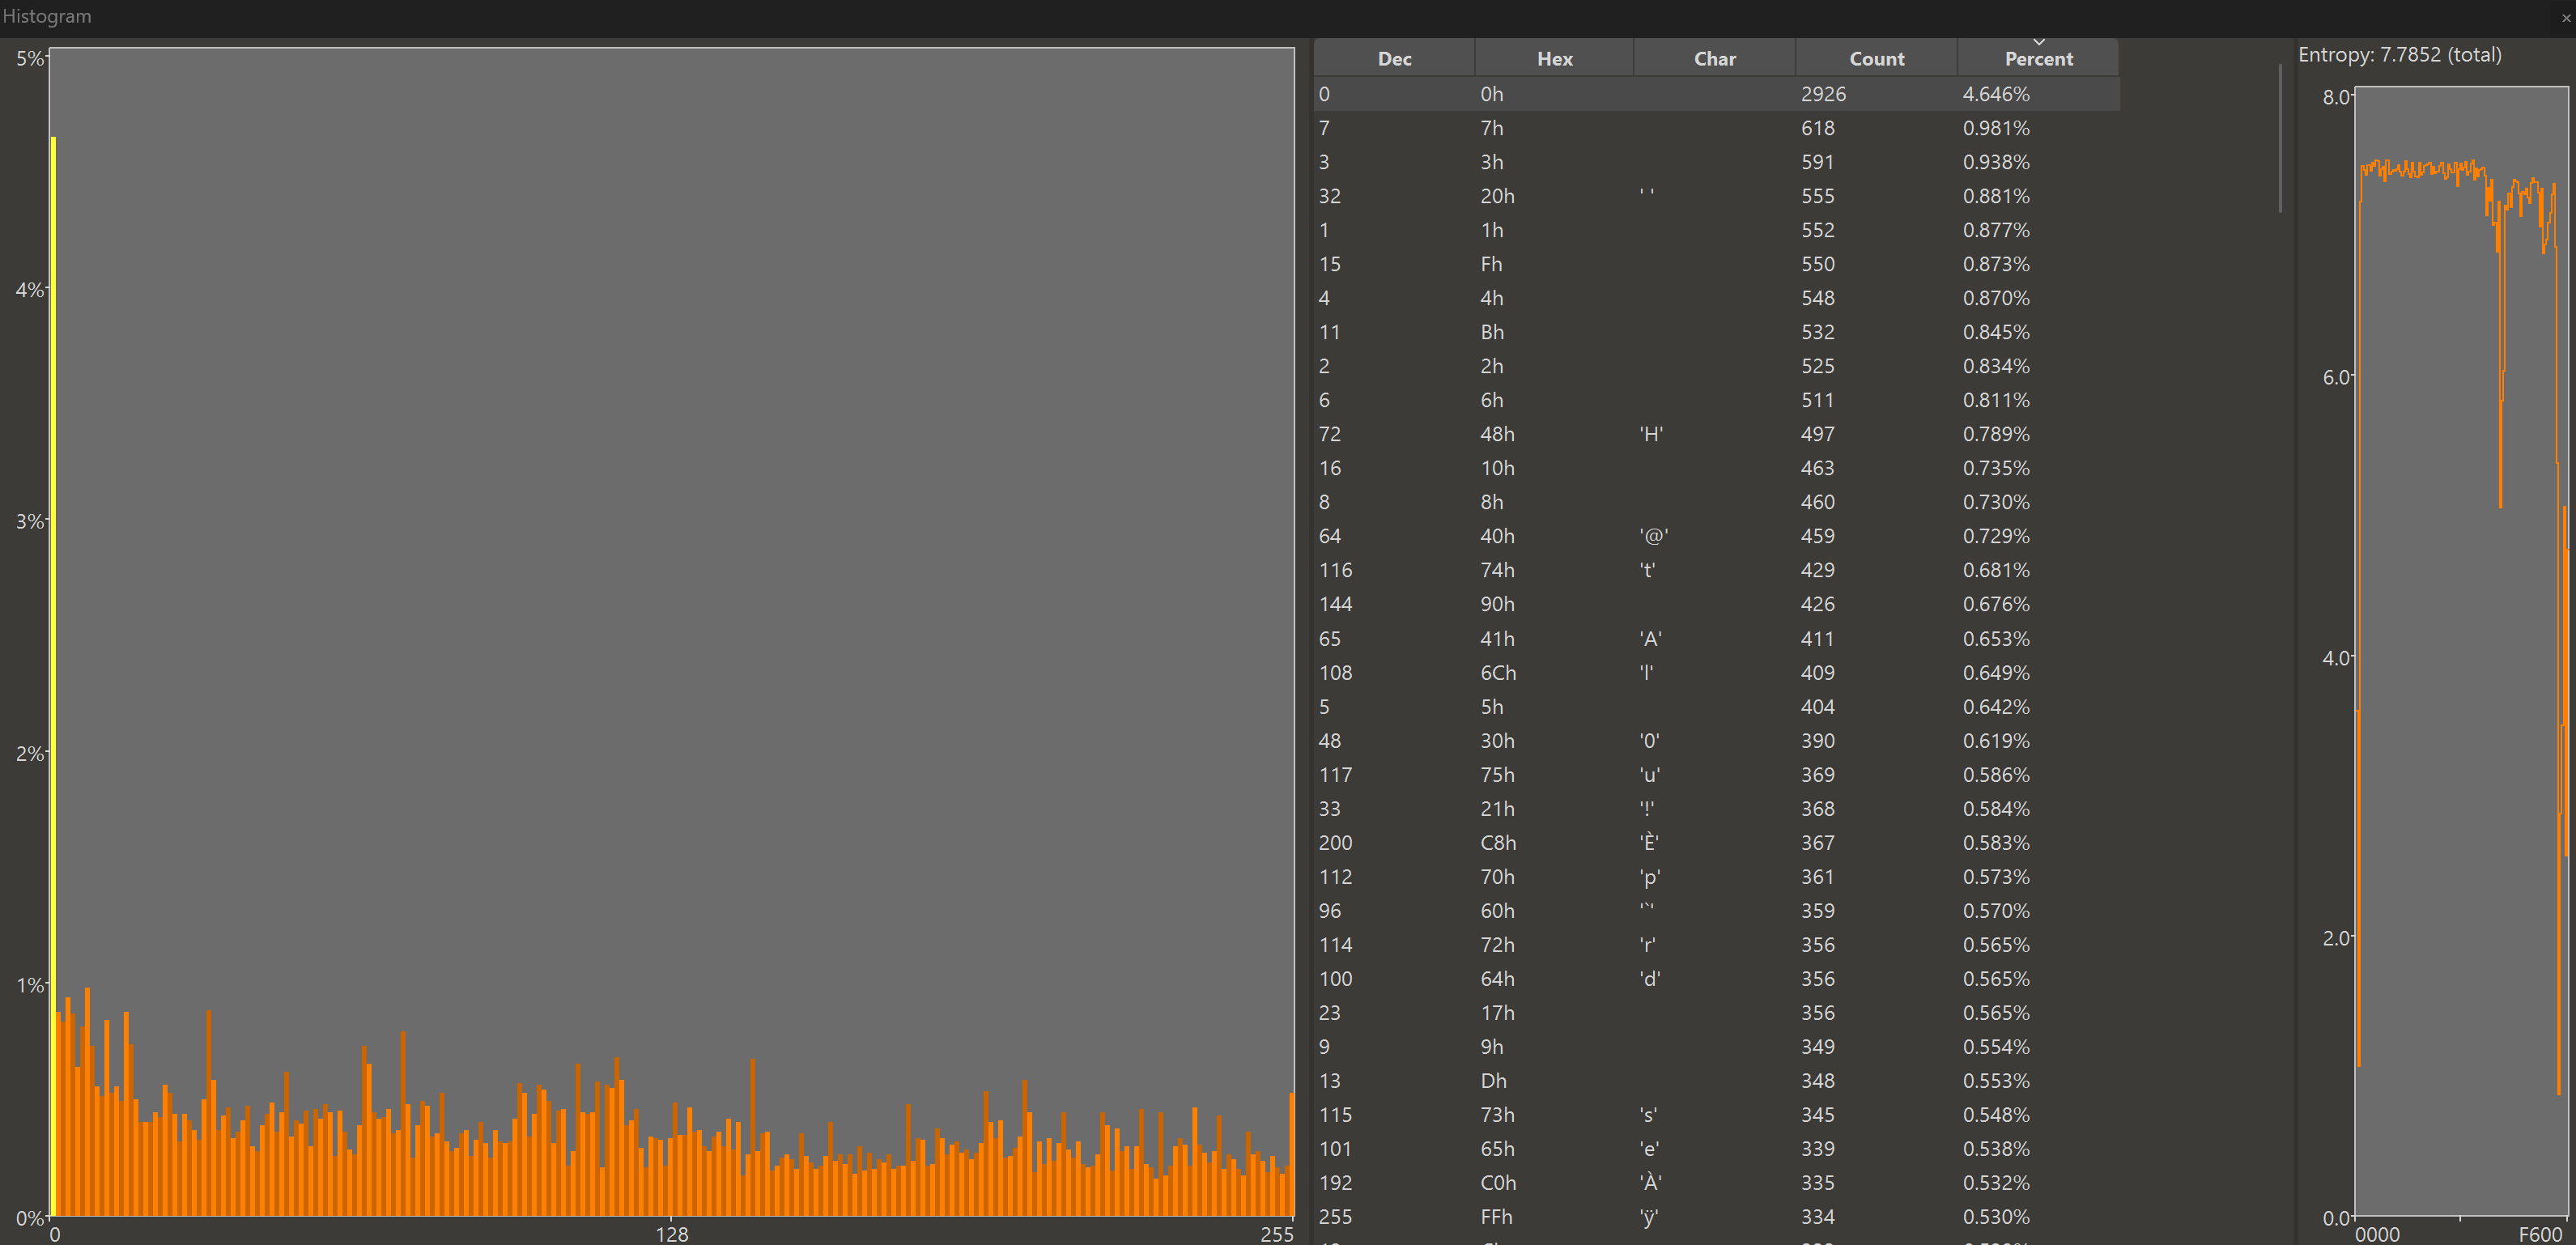 Histogram ×
5%
4%
3%
2%
1%
0%
0 128 255
Dec Hex Char Count Percent
0 0h 2926 4.646%
7 7h 618 0.981%
3 3h 591 0.938%
32 20h ' ' 555 0.881%
1 1h 552 0.877%
15 Fh 550 0.873%
4 4h 548 0.870%
11 Bh 532 0.845%
2 2h 525 0.834%
6 6h 511 0.811%
72 48h 'H' 497 0.789%
16 10h 463 0.735%
8 8h 460 0.730%
64 40h '@' 459 0.729%
116 74h 't' 429 0.681%
144 90h 426 0.676%
65 41h 'A' 411 0.653%
108 6Ch 'l' 409 0.649%
5 5h 404 0.642%
48 30h '0' 390 0.619%
117 75h 'u' 369 0.586%
33 21h '!' 368 0.584%
200 C8h 'È' 367 0.583%
112 70h 'p' 361 0.573%
96 60h '`' 359 0.570%
114 72h 'r' 356 0.565%
100 64h 'd' 356 0.565%
23 17h 356 0.565%
9 9h 349 0.554%
13 Dh 348 0.553%
115 73h 's' 345 0.548%
101 65h 'e' 339 0.538%
192 C0h 'À' 335 0.532%
255 FFh 'ÿ' 334 0.530%
Entropy: 7.7852 (total)
8.0
6.0
4.0
2.0
0.0
0000 F600